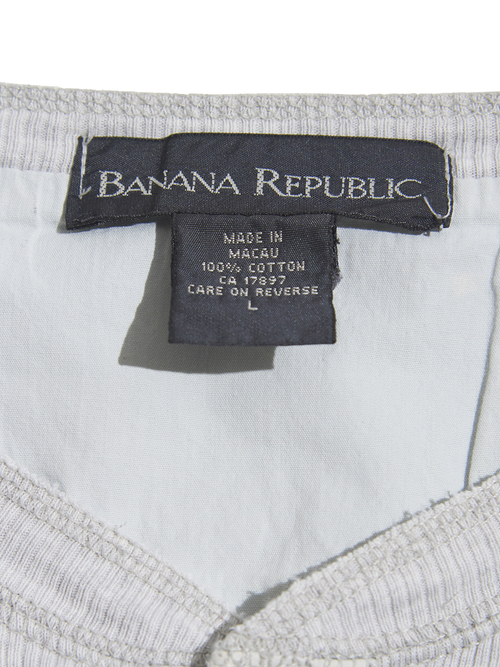 BANANA REPUBLIC
MADE IN
MACAU
100% COTTON
CA 17897
CARE ON REVERSE
L